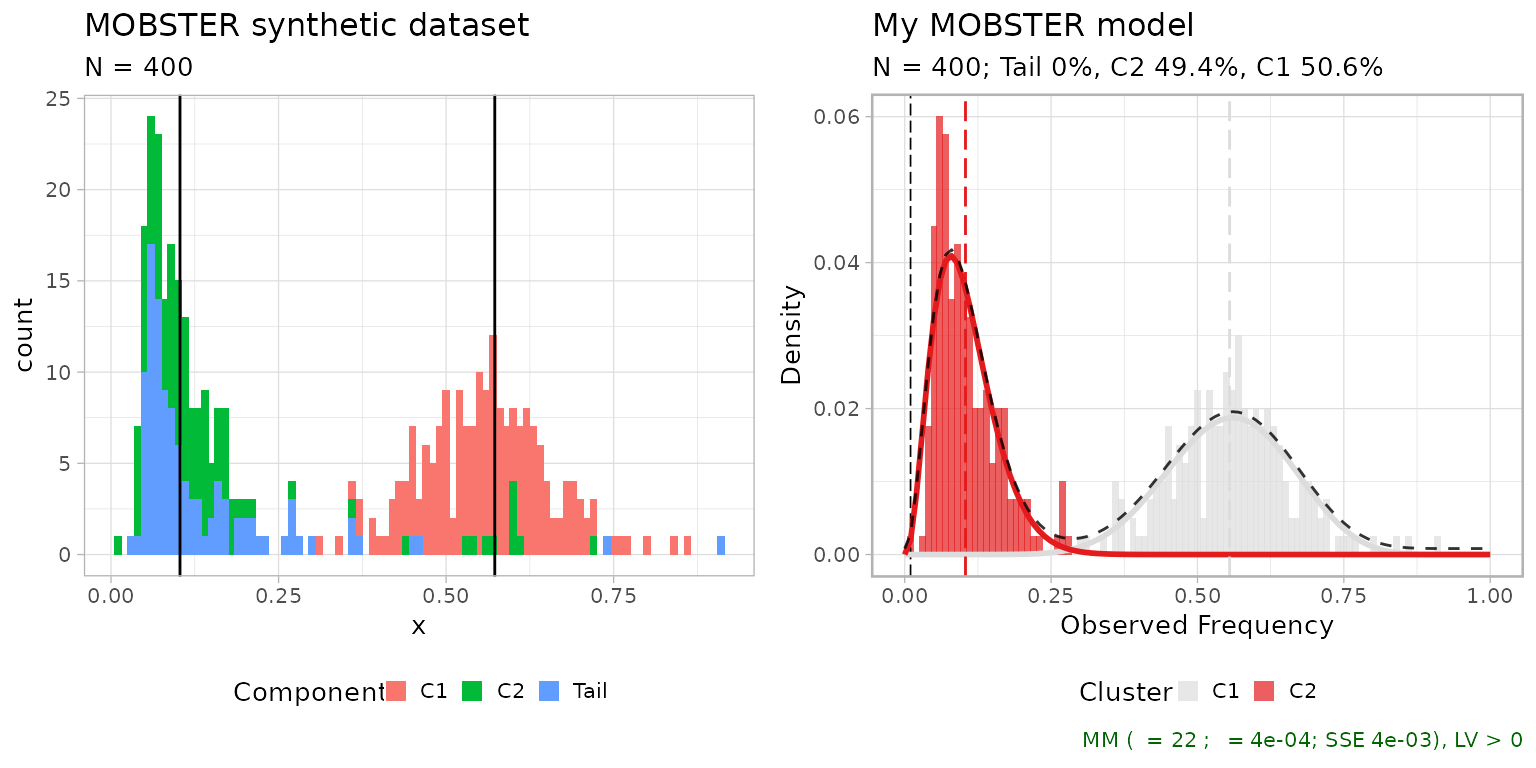 MOBSTER synthetic dataset
N = 400
25
20
15
10
5
0
count
0.00 0.25 0.50 0.75
x
Component C1 C2 Tail
My MOBSTER model
N = 400; Tail 0%, C2 49.4%, C1 50.6%
0.06
0.04
0.02
0.00
Density
0.00 0.25 0.50 0.75 1.00
Observed Frequency
Cluster C1 C2
MM ( = 22 ; = 4e-04; SSE 4e-03), LV > 0